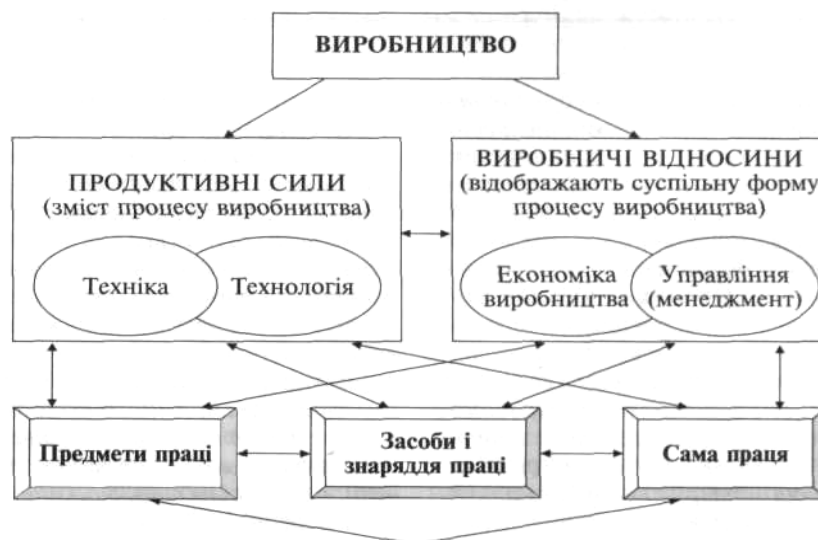 ВИРОБНИЦТВО
ПРОДУКТИВНІ СИЛИ
(зміст процесу виробництва)
Техніка
Технологія
ВИРОБНИЧІ ВІДНОСИНИ
(відображають суспільну форму
процесу виробництва)
Економіка
виробництва
Управління
(менеджмент)
Предмети праці
Засоби і
знаряддя праці
Сама праця